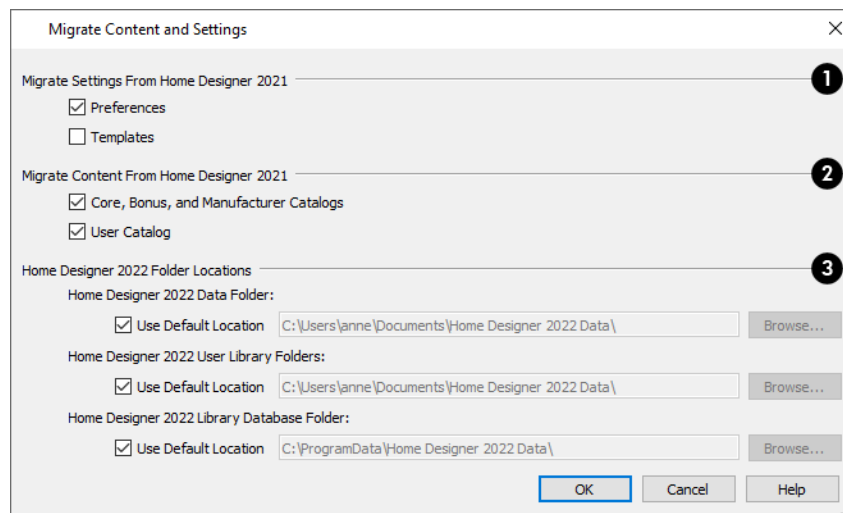 Migrate Content and Settings
Migrate Settings From Home Designer 2021 1
Preferences
Templates
Migrate Content From Home Designer 2021 2
Core, Bonus, and Manufacturer Catalogs
User Catalog
Home Designer 2022 Folder Locations 3
Home Designer 2022 Data Folder:
Use Default Location C:\Users\anne\Documents\Home Designer 2022 Data\ Browse...
Home Designer 2022 User Library Folders:
Use Default Location C:\Users\anne\Documents\Home Designer 2022 Data\ Browse...
Home Designer 2022 Library Database Folder:
Use Default Location C:\ProgramData\Home Designer 2022 Data\ Browse...
OK Cancel Help